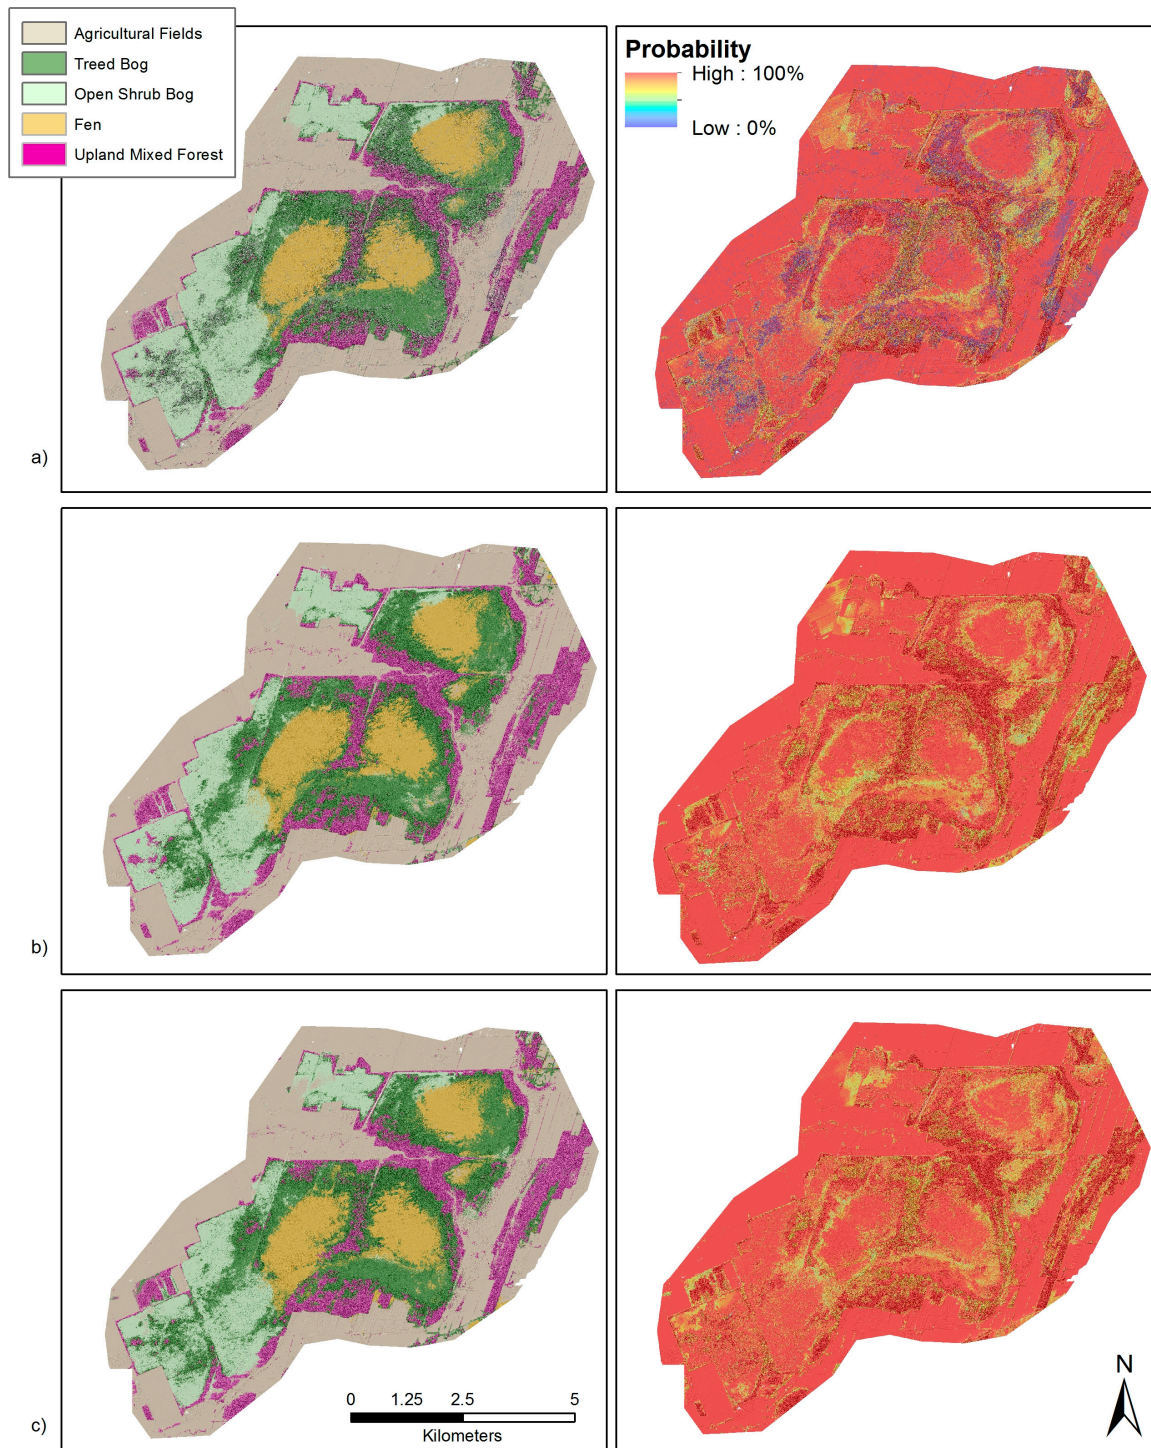 Agricultural Fields
Treed Bog
Open Shrub Bog
Fen
Upland Mixed Forest
Probability
High : 100%
Low : 0%
a)
b)
0 1.25 2.5 5
Kilometers
N
c)